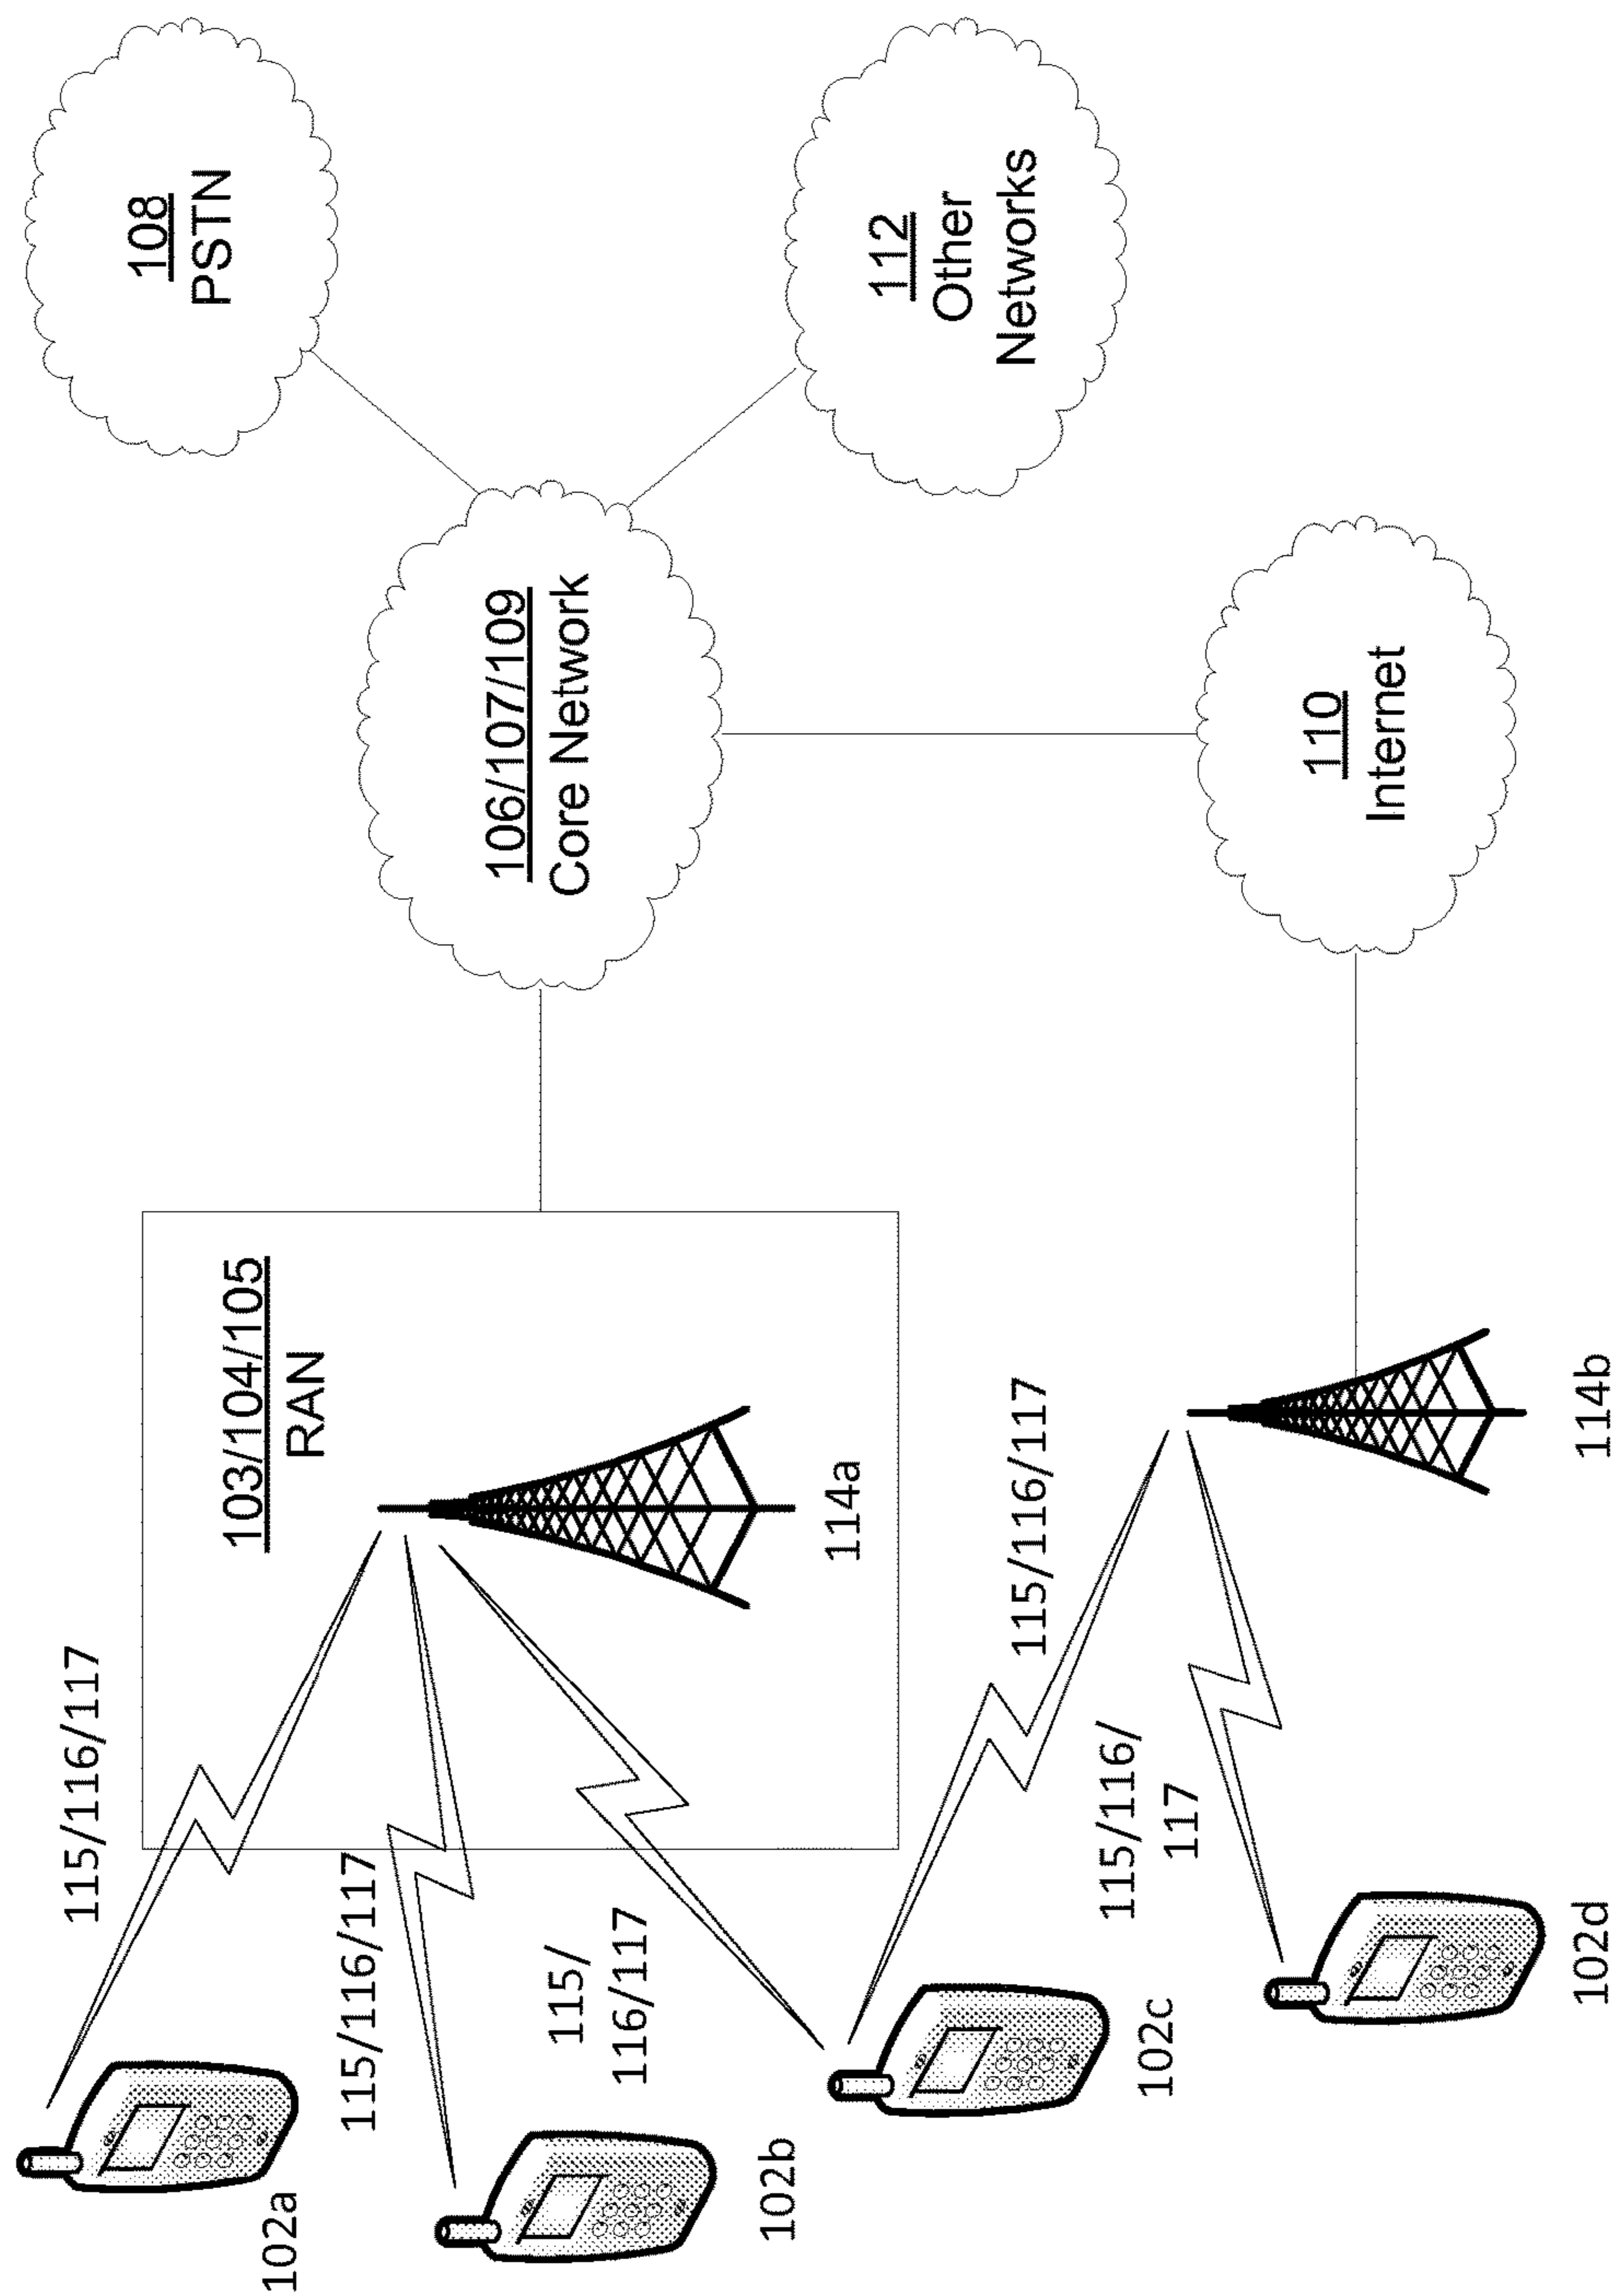 102a
115/116/117
103/104/105
RAN
108
PSTN
102b
115/116/117
115/
116/117
114a
106/107/109
Core Network
112
Other
Networks
102c
115/116/117
115/116/
117
102d
114b
110
Internet